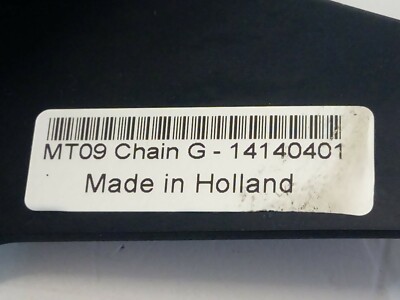 MT09 Chain G - 14140401
Made in Holland